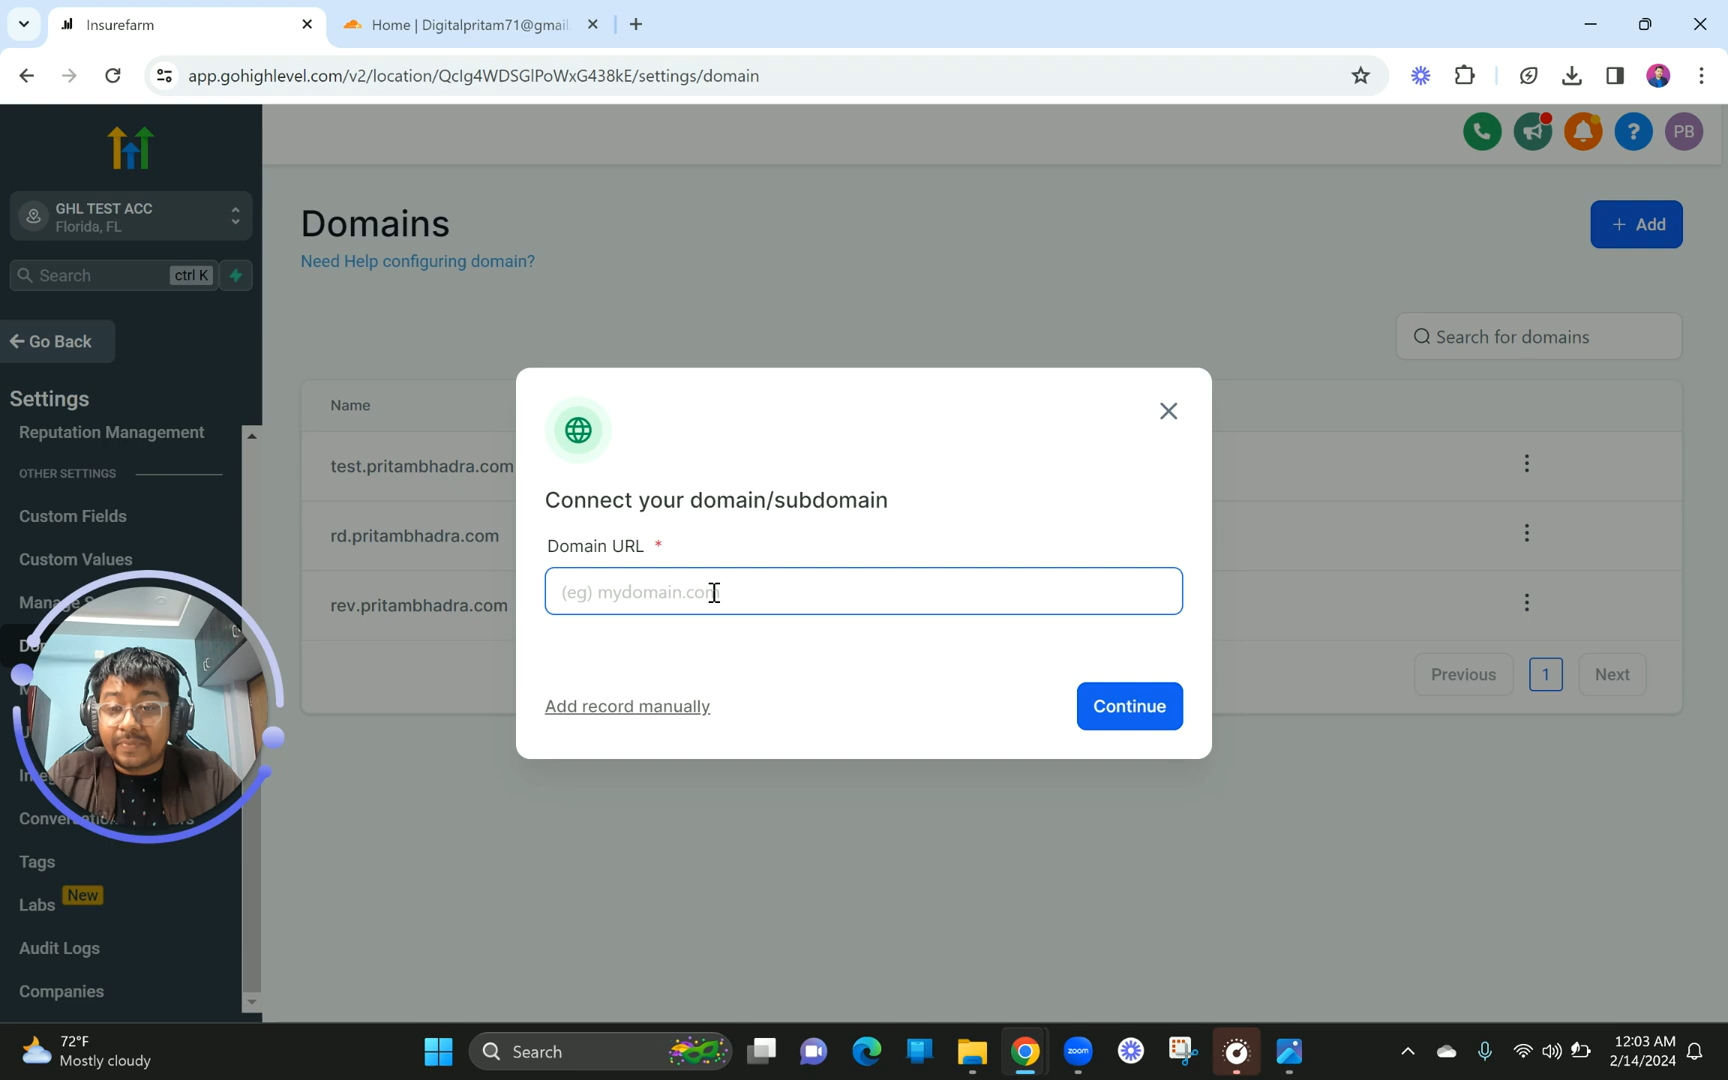 Insurefarm
Home | Digitalpritam71@gmail
app.gohighlevel.com/v2/location/QcIg4WDSGlPoWxG438kE/settings/domain
GHL TEST ACC
Florida, FL
Search ctrl K
Go Back
Settings
Reputation Management
OTHER SETTINGS
Custom Fields
Custom Values
Tags
Labs New
Audit Logs
Companies
PB
Domains
Need Help configuring domain?
+ Add
Search for domains
Name
test.pritambhadra.com
rd.pritambhadra.com
rev.pritambhadra.com
Previous 1 Next
Connect your domain/subdomain
Domain URL *
(eg) mydomain.com
Add record manually
Continue
72°F
Mostly cloudy
Search
zoom
12:03 AM
2/14/2024